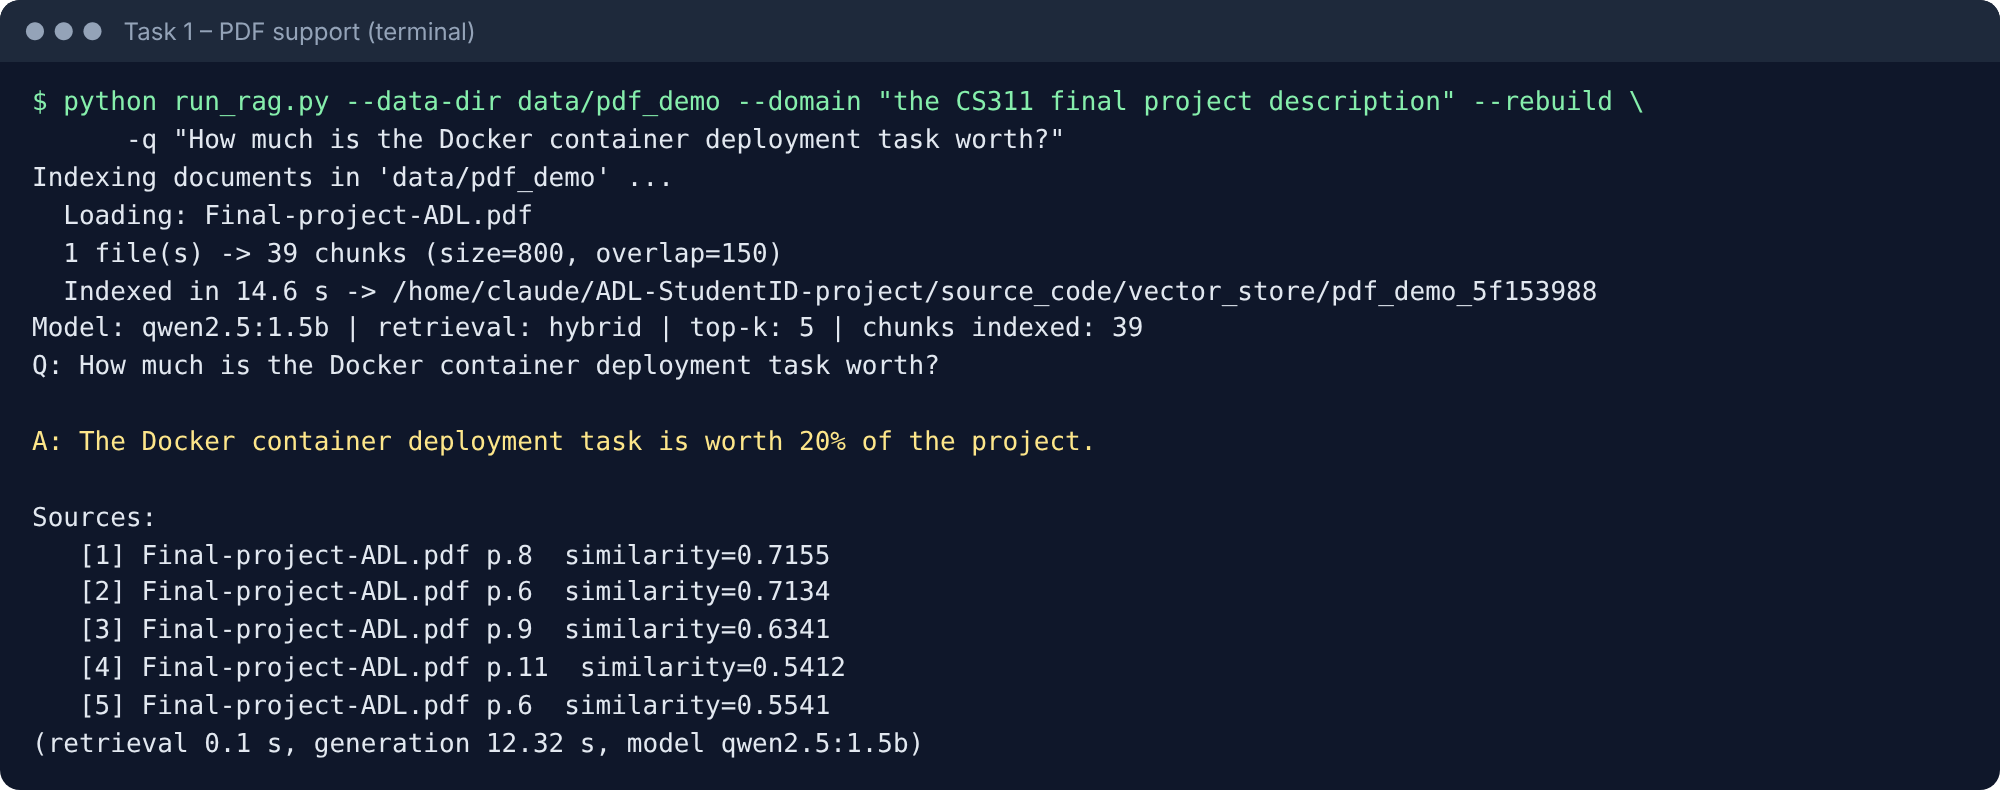 Task 1 – PDF support (terminal)
$ python run_rag.py --data-dir data/pdf_demo --domain "the CS311 final project description" --rebuild \
-q "How much is the Docker container deployment task worth?"
Indexing documents in 'data/pdf_demo' ...
Loading: Final-project-ADL.pdf
1 file(s) -> 39 chunks (size=800, overlap=150)
Indexed in 14.6 s -> /home/claude/ADL-StudentID-project/source_code/vector_store/pdf_demo_5f153988
Model: qwen2.5:1.5b | retrieval: hybrid | top-k: 5 | chunks indexed: 39
Q: How much is the Docker container deployment task worth?
A: The Docker container deployment task is worth 20% of the project.
Sources:
[1] Final-project-ADL.pdf p.8  similarity=0.7155
[2] Final-project-ADL.pdf p.6  similarity=0.7134
[3] Final-project-ADL.pdf p.9  similarity=0.6341
[4] Final-project-ADL.pdf p.11  similarity=0.5412
[5] Final-project-ADL.pdf p.6  similarity=0.5541
(retrieval 0.1 s, generation 12.32 s, model qwen2.5:1.5b)